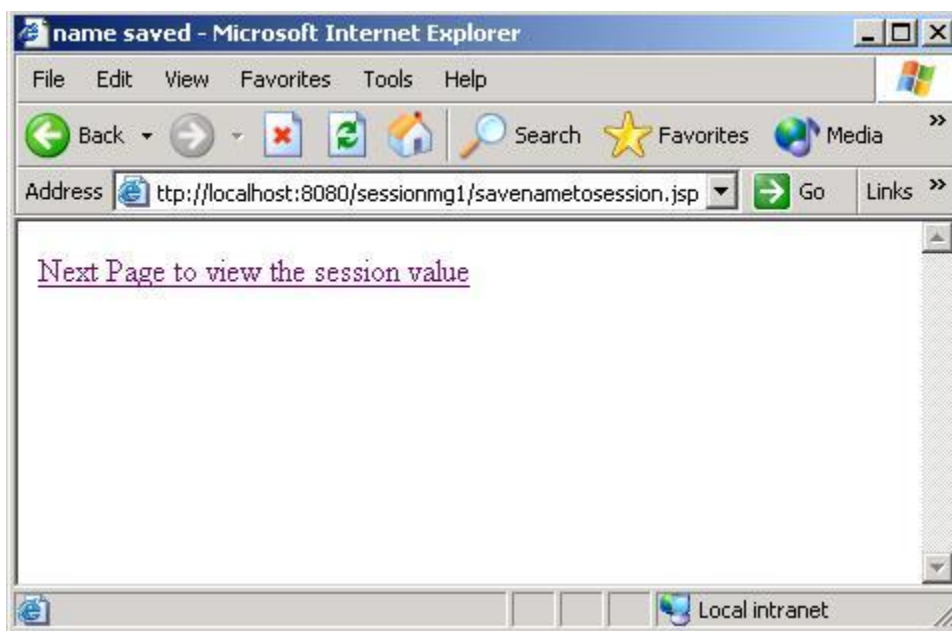 name saved - Microsoft Internet Explorer
File Edit View Favorites Tools Help
Back Search Favorites Media »
Address ttp://localhost:8080/sessionmg1/savenametosession.jsp Go Links »
Next Page to view the session value
Local intranet